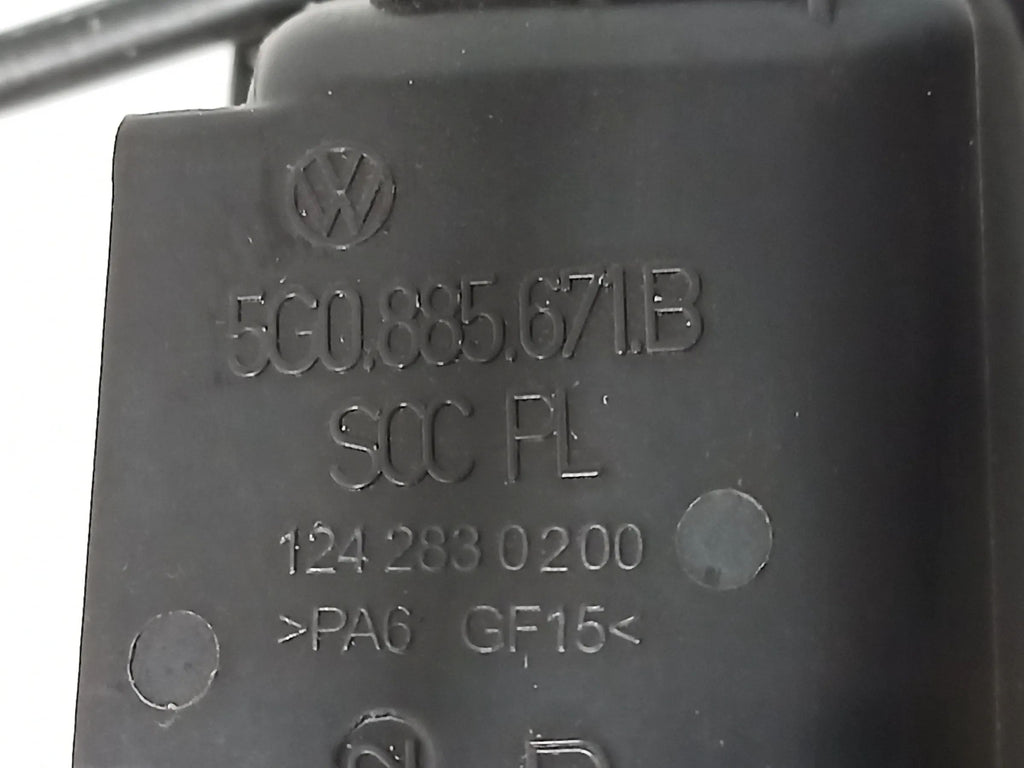 5G0.885.671.B
SCC PL
124 283 0200
>PA6 GF15<